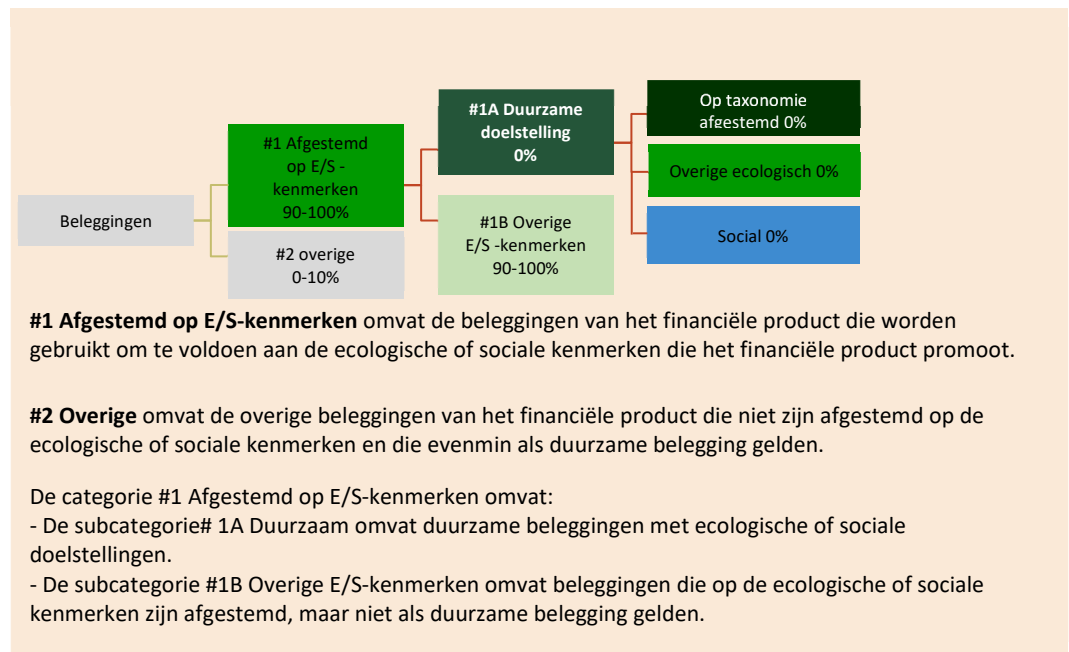 Beleggingen
#1 Afgestemd
op E/S -
kenmerken
90-100%
#2 overige
0-10%
#1A Duurzame
doelstelling
0%
#1B Overige
E/S -kenmerken
90-100%
Op taxonomie
afgestemd 0%
Overige ecologisch 0%
Social 0%
#1 Afgestemd op E/S-kenmerken omvat de beleggingen van het financiële product die worden
gebruikt om te voldoen aan de ecologische of sociale kenmerken die het financiële product promoot.
#2 Overige omvat de overige beleggingen van het financiële product die niet zijn afgestemd op de
ecologische of sociale kenmerken en die evenmin als duurzame belegging gelden.
De categorie #1 Afgestemd op E/S-kenmerken omvat:
- De subcategorie# 1A Duurzaam omvat duurzame beleggingen met ecologische of sociale
doelstellingen.
- De subcategorie #1B Overige E/S-kenmerken omvat beleggingen die op de ecologische of sociale
kenmerken zijn afgestemd, maar niet als duurzame belegging gelden.